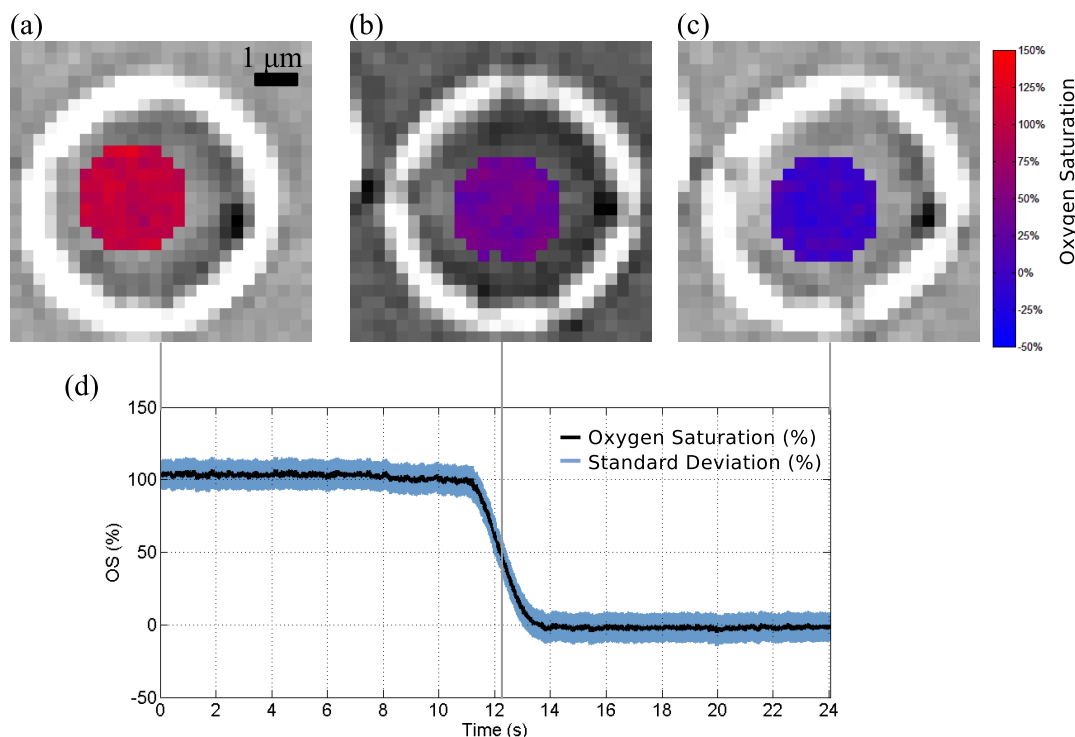 (a)
(b)
(c)
1 μm
150%
125%
100%
75%
50%
25%
0%
-25%
-50%
Oxygen Saturation
(d)
150
100
50
0
-50
OS (%)
Oxygen Saturation (%)
Standard Deviation (%)
0 2 4 6 8 10 12 14 16 18 20 22 24
Time (s)